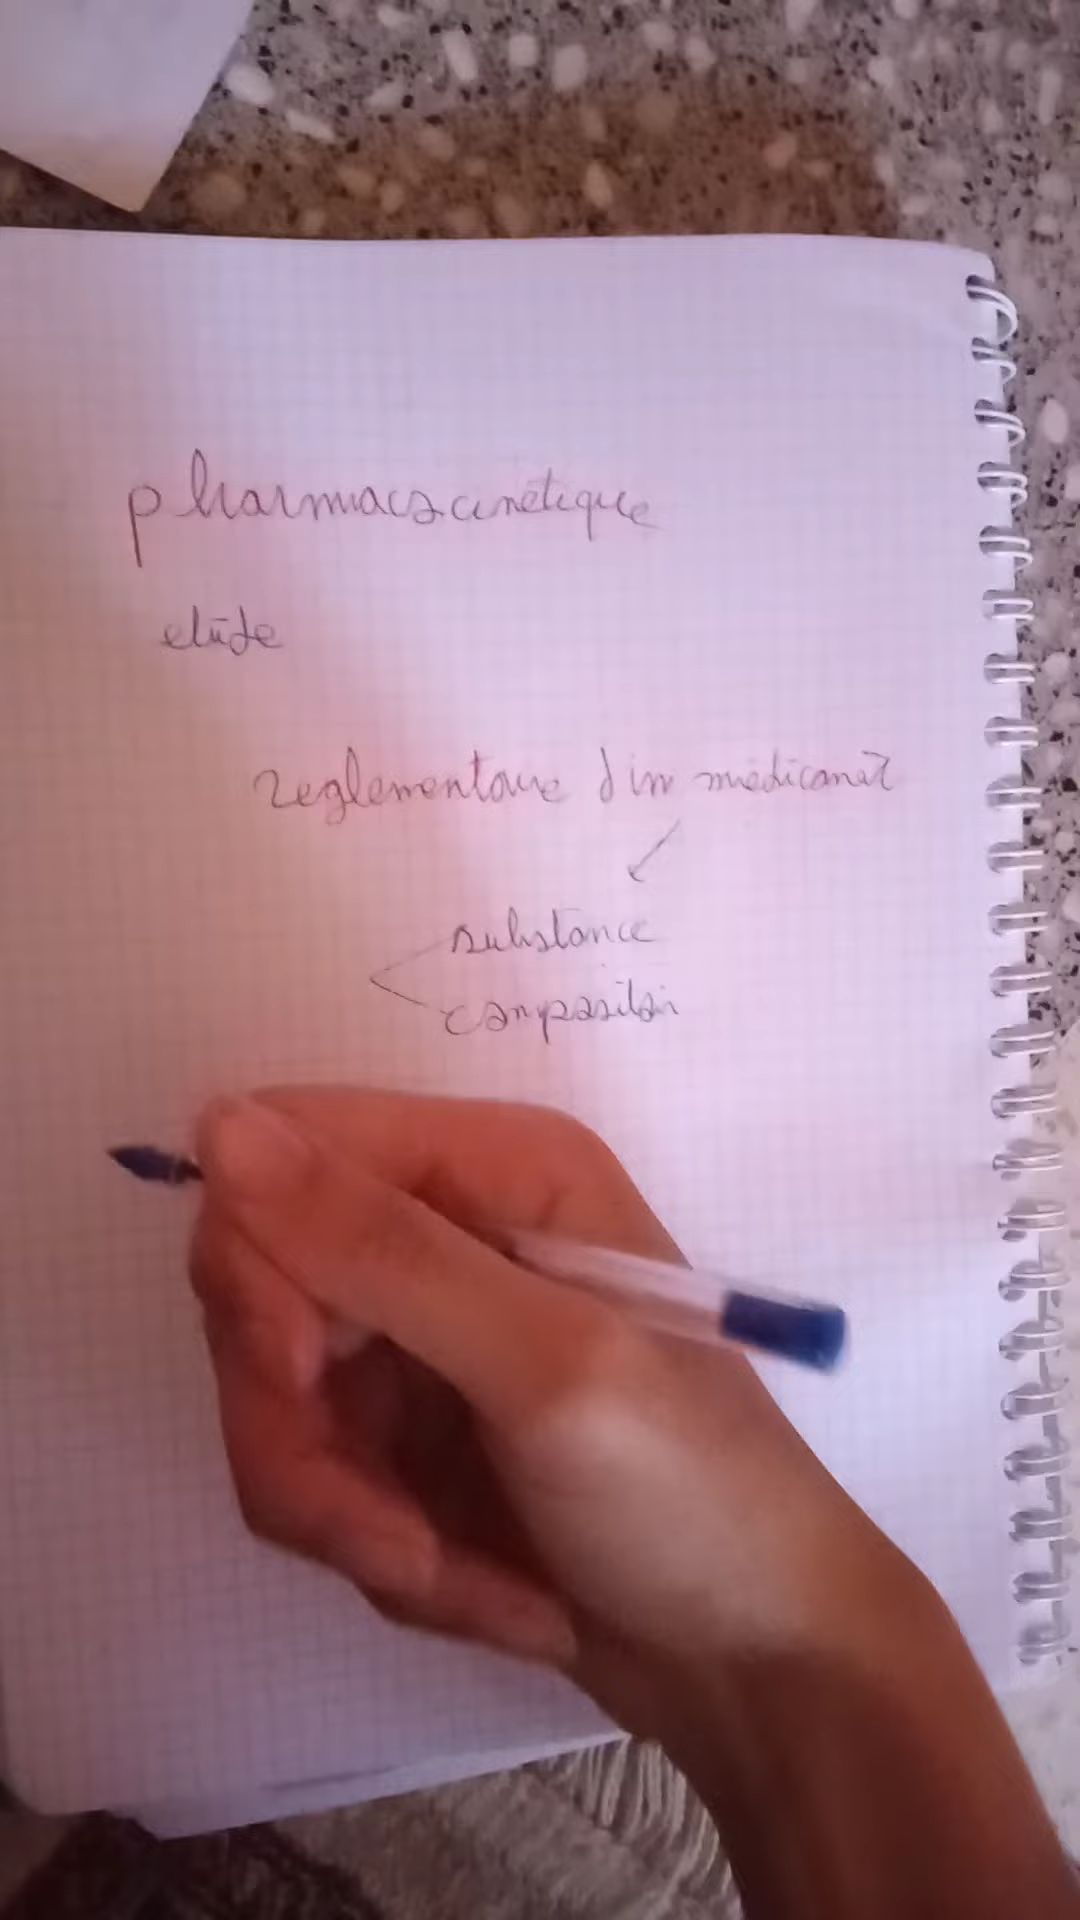 pharmacocinétique
etude
reglementaire d'un médicament
substance
composition